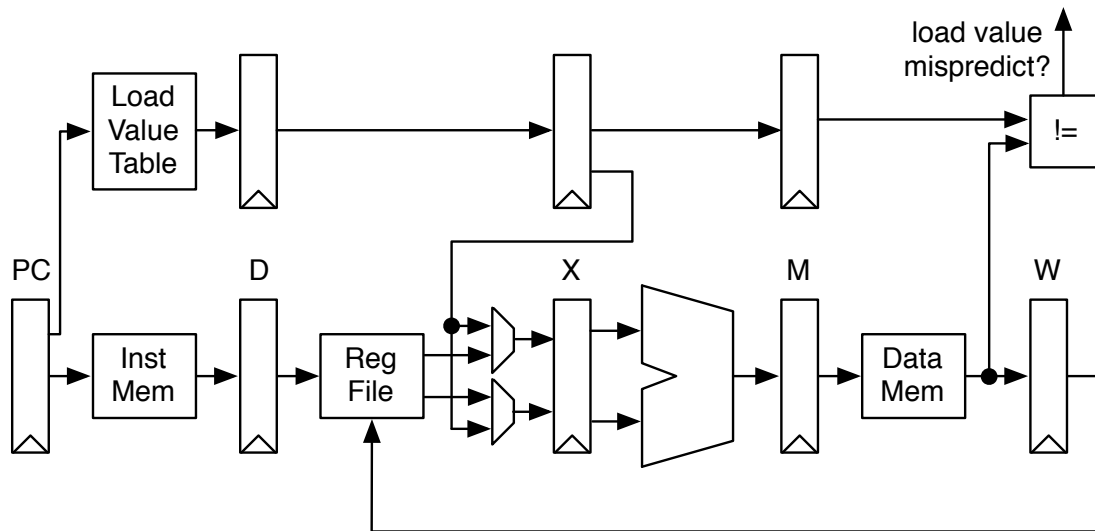 load value
mispredict?
Load
Value
Table
!=
PC
D
X
M
W
Inst
Mem
Reg
File
Data
Mem